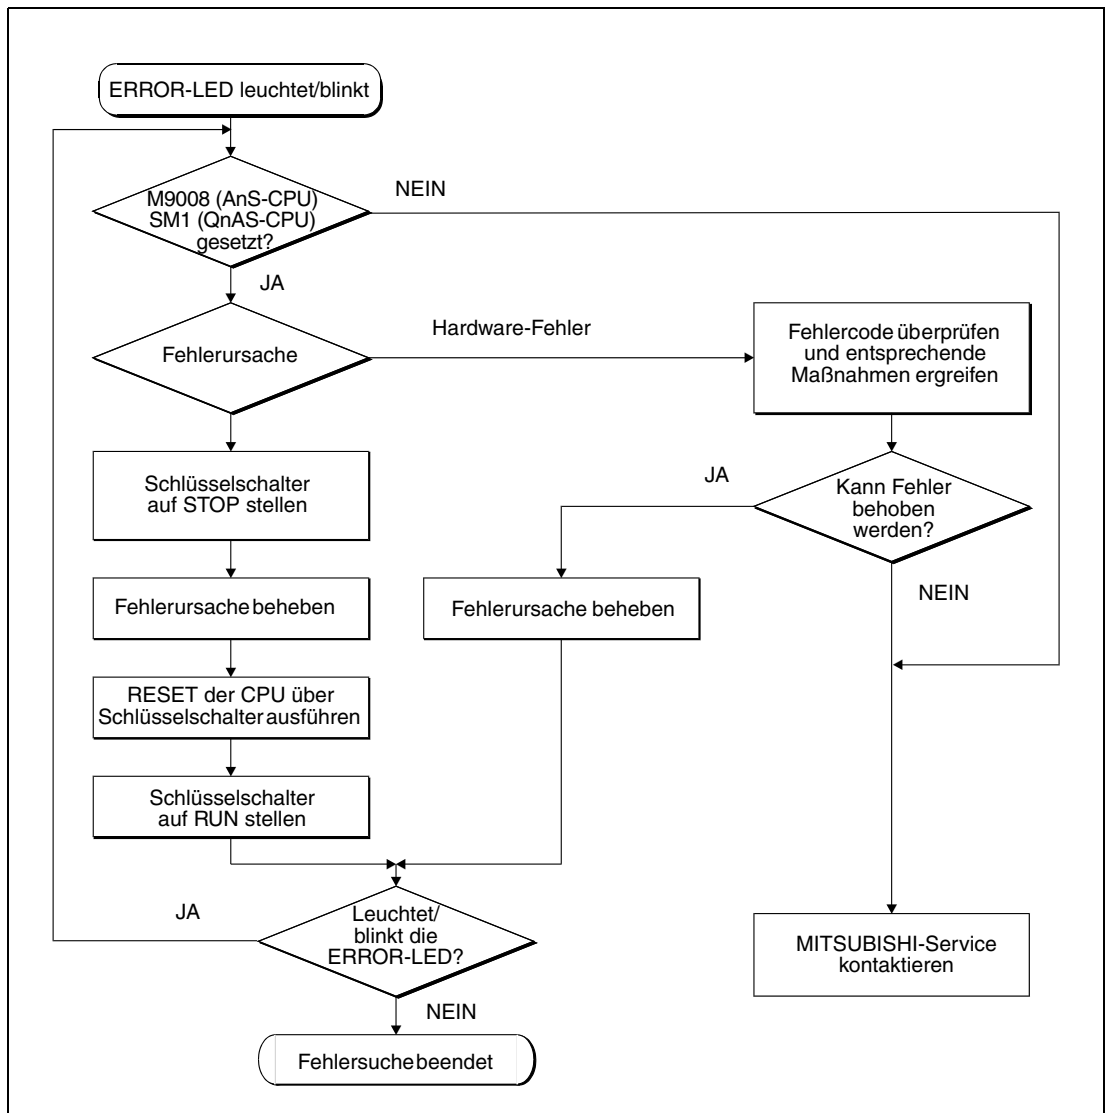 ERROR-LED leuchtet/blinkt
M9008 (AnS-CPU)
SM1 (QnAS-CPU)
gesetzt?
NEIN
JA
Fehlerursache
Hardware-Fehler
Fehlercode überprüfen
und entsprechende
Maßnahmen ergreifen
Schlüsselschalter
auf STOP stellen
JA
Kann Fehler
behoben
werden?
NEIN
Fehlerursache beheben
Fehlerursache beheben
RESET der CPU über
Schlüsselschalter ausführen
Schlüsselschalter
auf RUN stellen
JA
Leuchtet/
blinkt die
ERROR-LED?
MITSUBISHI-Service
kontaktieren
NEIN
Fehlersuche beendet